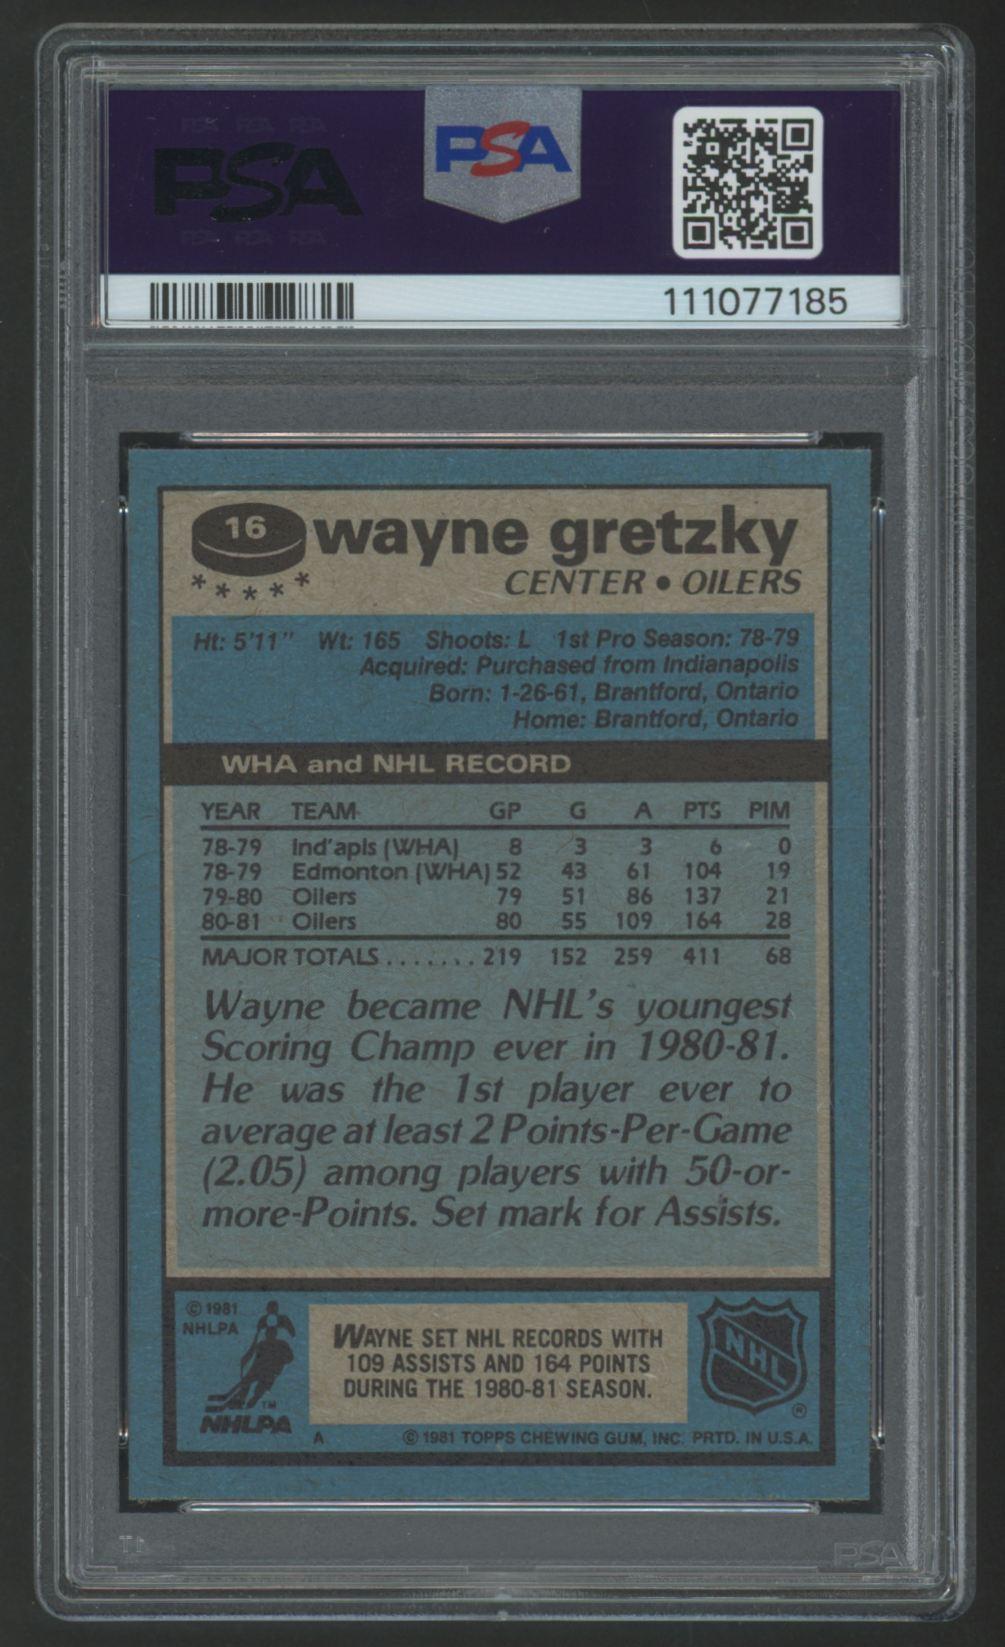 PSA PSA PSA
PSA
PSA
PSA PSA PSA
111077185
16
wayne gretzky
CENTER • OILERS
Ht: 5'11" Wt: 165 Shoots: L 1st Pro Season: 78-79
Acquired: Purchased from Indianapolis
Born: 1-26-61, Brantford, Ontario
Home: Brantford, Ontario
WHA and NHL RECORD
YEAR TEAM GP G A PTS PIM
78-79 Ind'apls (WHA) 8 3 3 6 0
78-79 Edmonton (WHA) 52 43 61 104 19
79-80 Oilers 79 51 86 137 21
80-81 Oilers 80 55 109 164 28
MAJOR TOTALS ....... 219 152 259 411 68
Wayne became NHL's youngest
Scoring Champ ever in 1980-81.
He was the 1st player ever to
average at least 2 Points-Per-Game
(2.05) among players with 50-or-
more-Points. Set mark for Assists.
© 1981
NHLPA
™
NHLPA
WAYNE SET NHL RECORDS WITH
109 ASSISTS AND 164 POINTS
DURING THE 1980-81 SEASON.
NHL
®
A
© 1981 TOPPS CHEWING GUM, INC. PRTD. IN U.S.A.
PSA